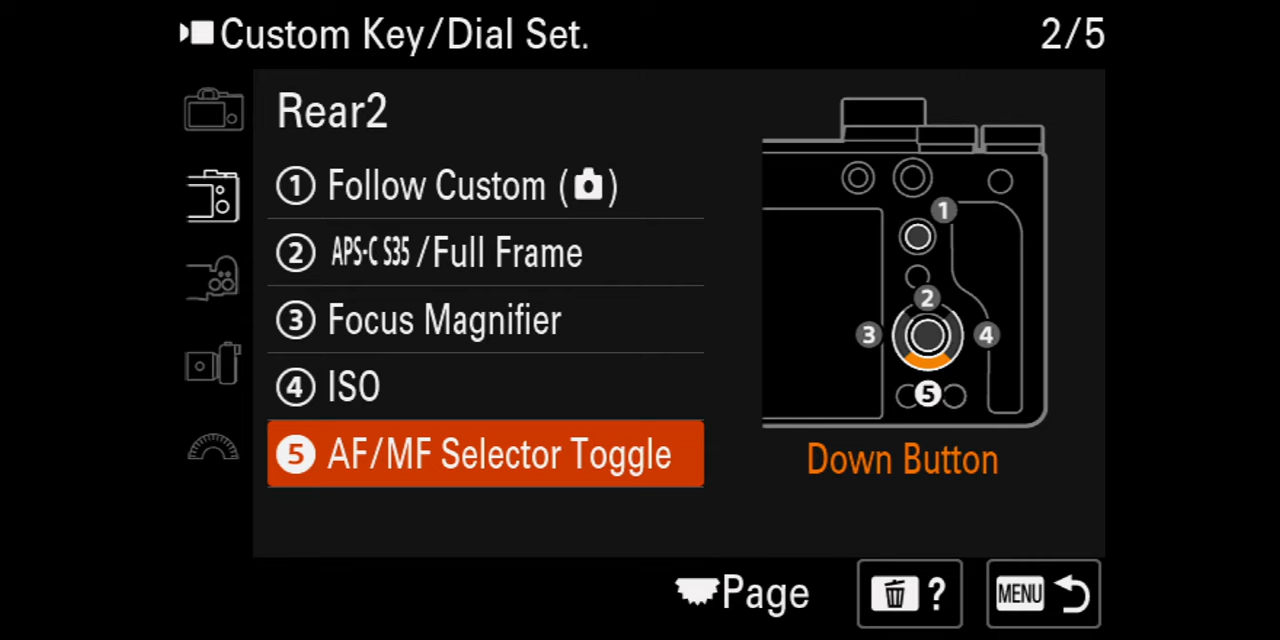 Custom Key/Dial Set. 2/5
Rear2
① Follow Custom ( )
② APS-C S35 /Full Frame
③ Focus Magnifier
④ ISO
❺ AF/MF Selector Toggle
1
2
3 4
5
Down Button
Page ? MENU